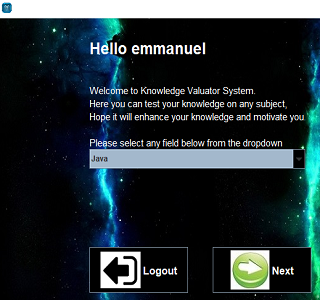 Hello emmanuel
Welcome to Knowledge Valuator System.
Here you can test your knowledge on any subject,
Hope it will enhance your knowledge and motivate you
Please select any field below from the dropdown
Java
Logout
Next